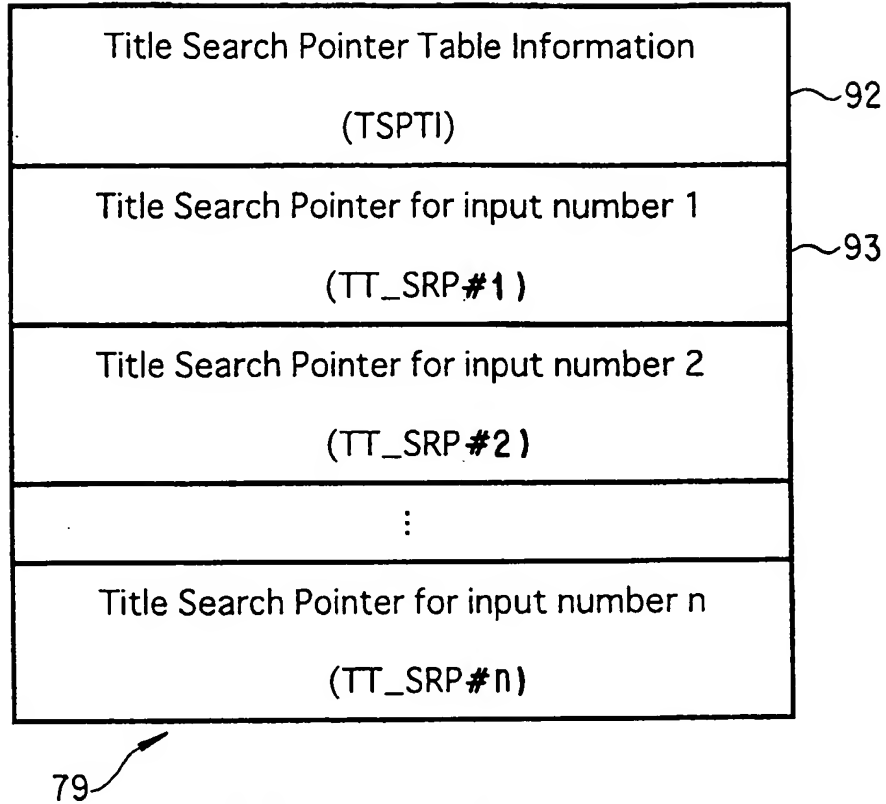 Title Search Pointer Table Information
(TSPTI)
92
Title Search Pointer for input number 1
(TT_SRP#1)
93
Title Search Pointer for input number 2
(TT_SRP#2)
⋮
Title Search Pointer for input number n
(TT_SRP#n)
79